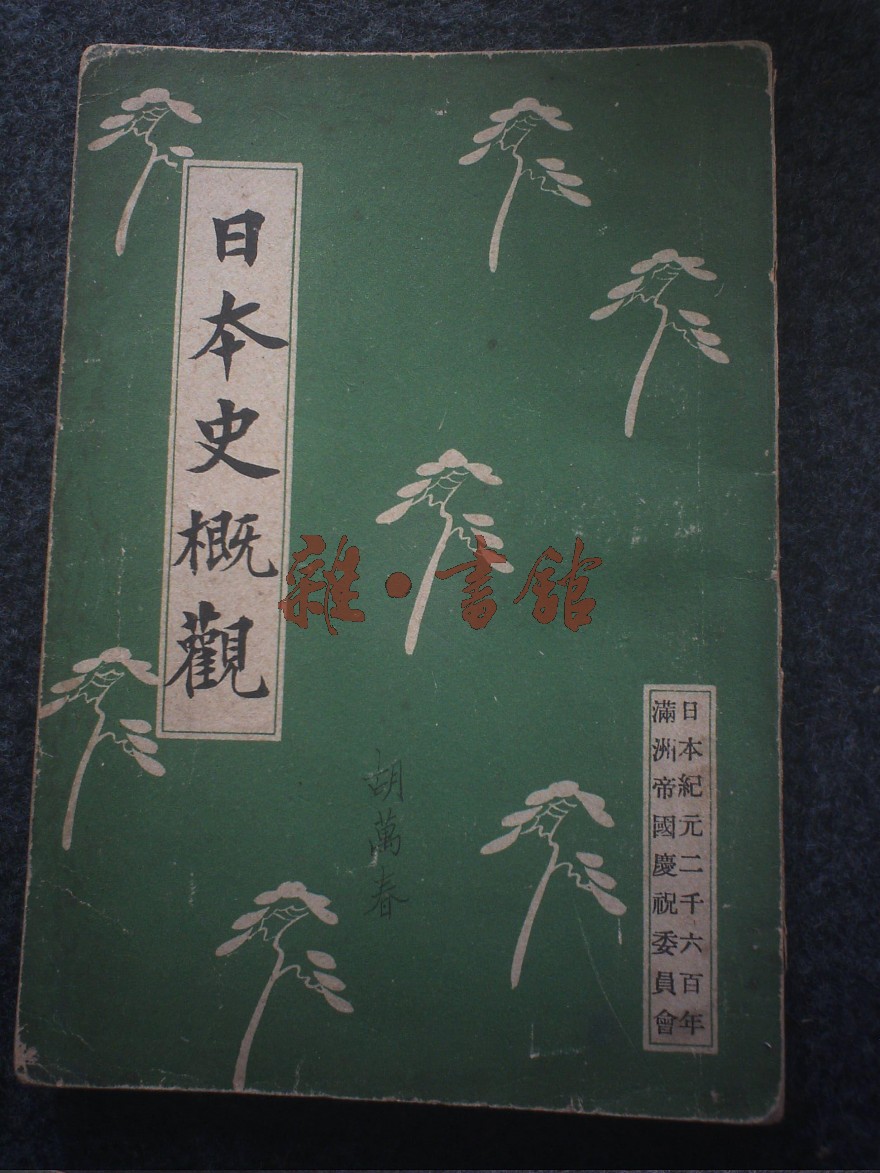 日本史概觀
日本紀元二千六百年
滿洲帝國慶祝委員會
胡萬春
雜·書館